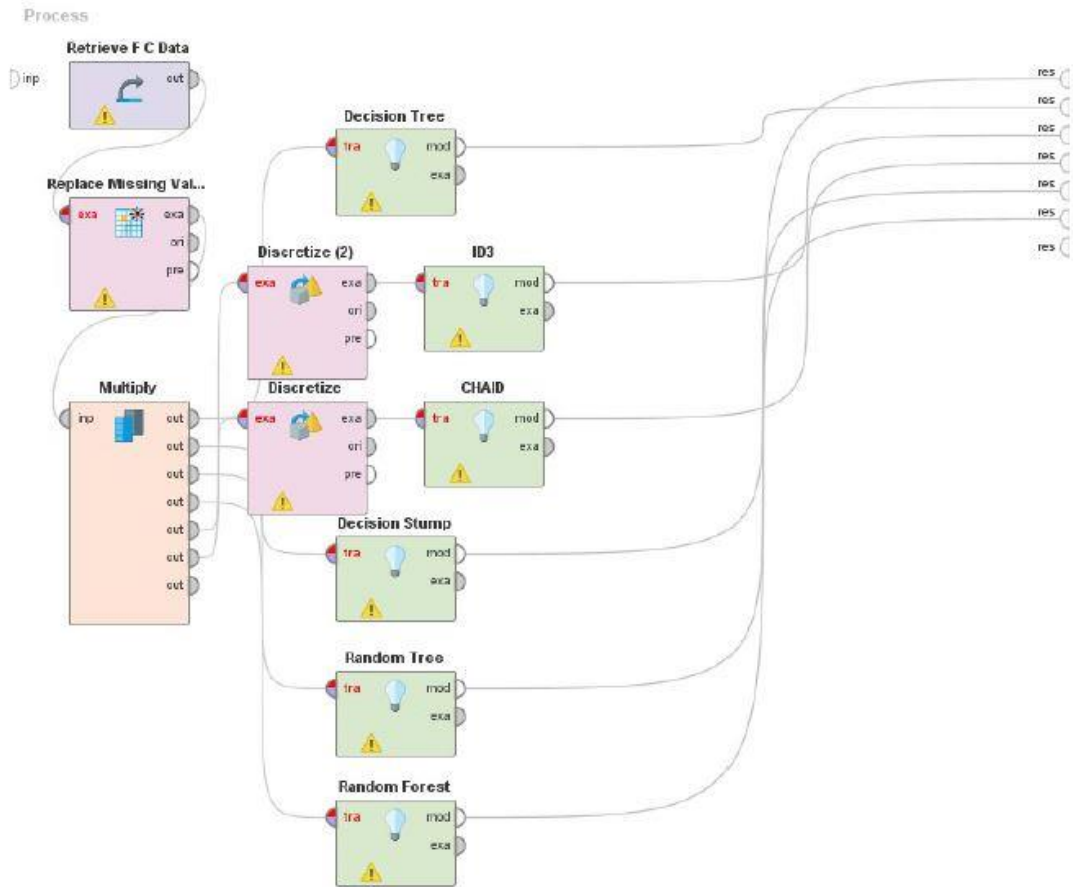 Process
Retrieve F C Data
inp
out
Replace Missing Val...
exa
exa
ori
pre
Multiply
inp
out
out
out
out
out
out
out
Decision Tree
tra
mod
exa
Discretize (2)
exa
exa
ori
pre
ID3
tra
mod
exa
Discretize
exa
exa
ori
pre
CHAID
tra
mod
exa
Decision Stump
tra
mod
exa
Random Tree
tra
mod
exa
Random Forest
tra
mod
exa
res
res
res
res
res
res
res